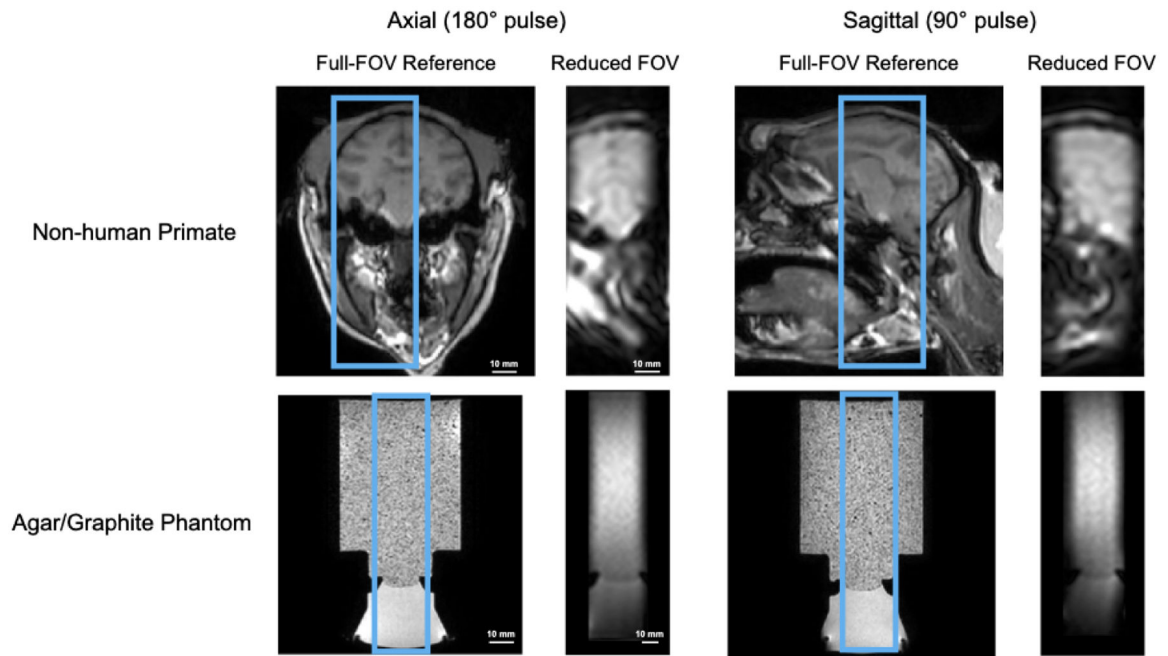 Axial (180° pulse)
Sagittal (90° pulse)
Full-FOV Reference
Reduced FOV
Full-FOV Reference
Reduced FOV
Non-human Primate
10 mm
10 mm
Agar/Graphite Phantom
10 mm
10 mm